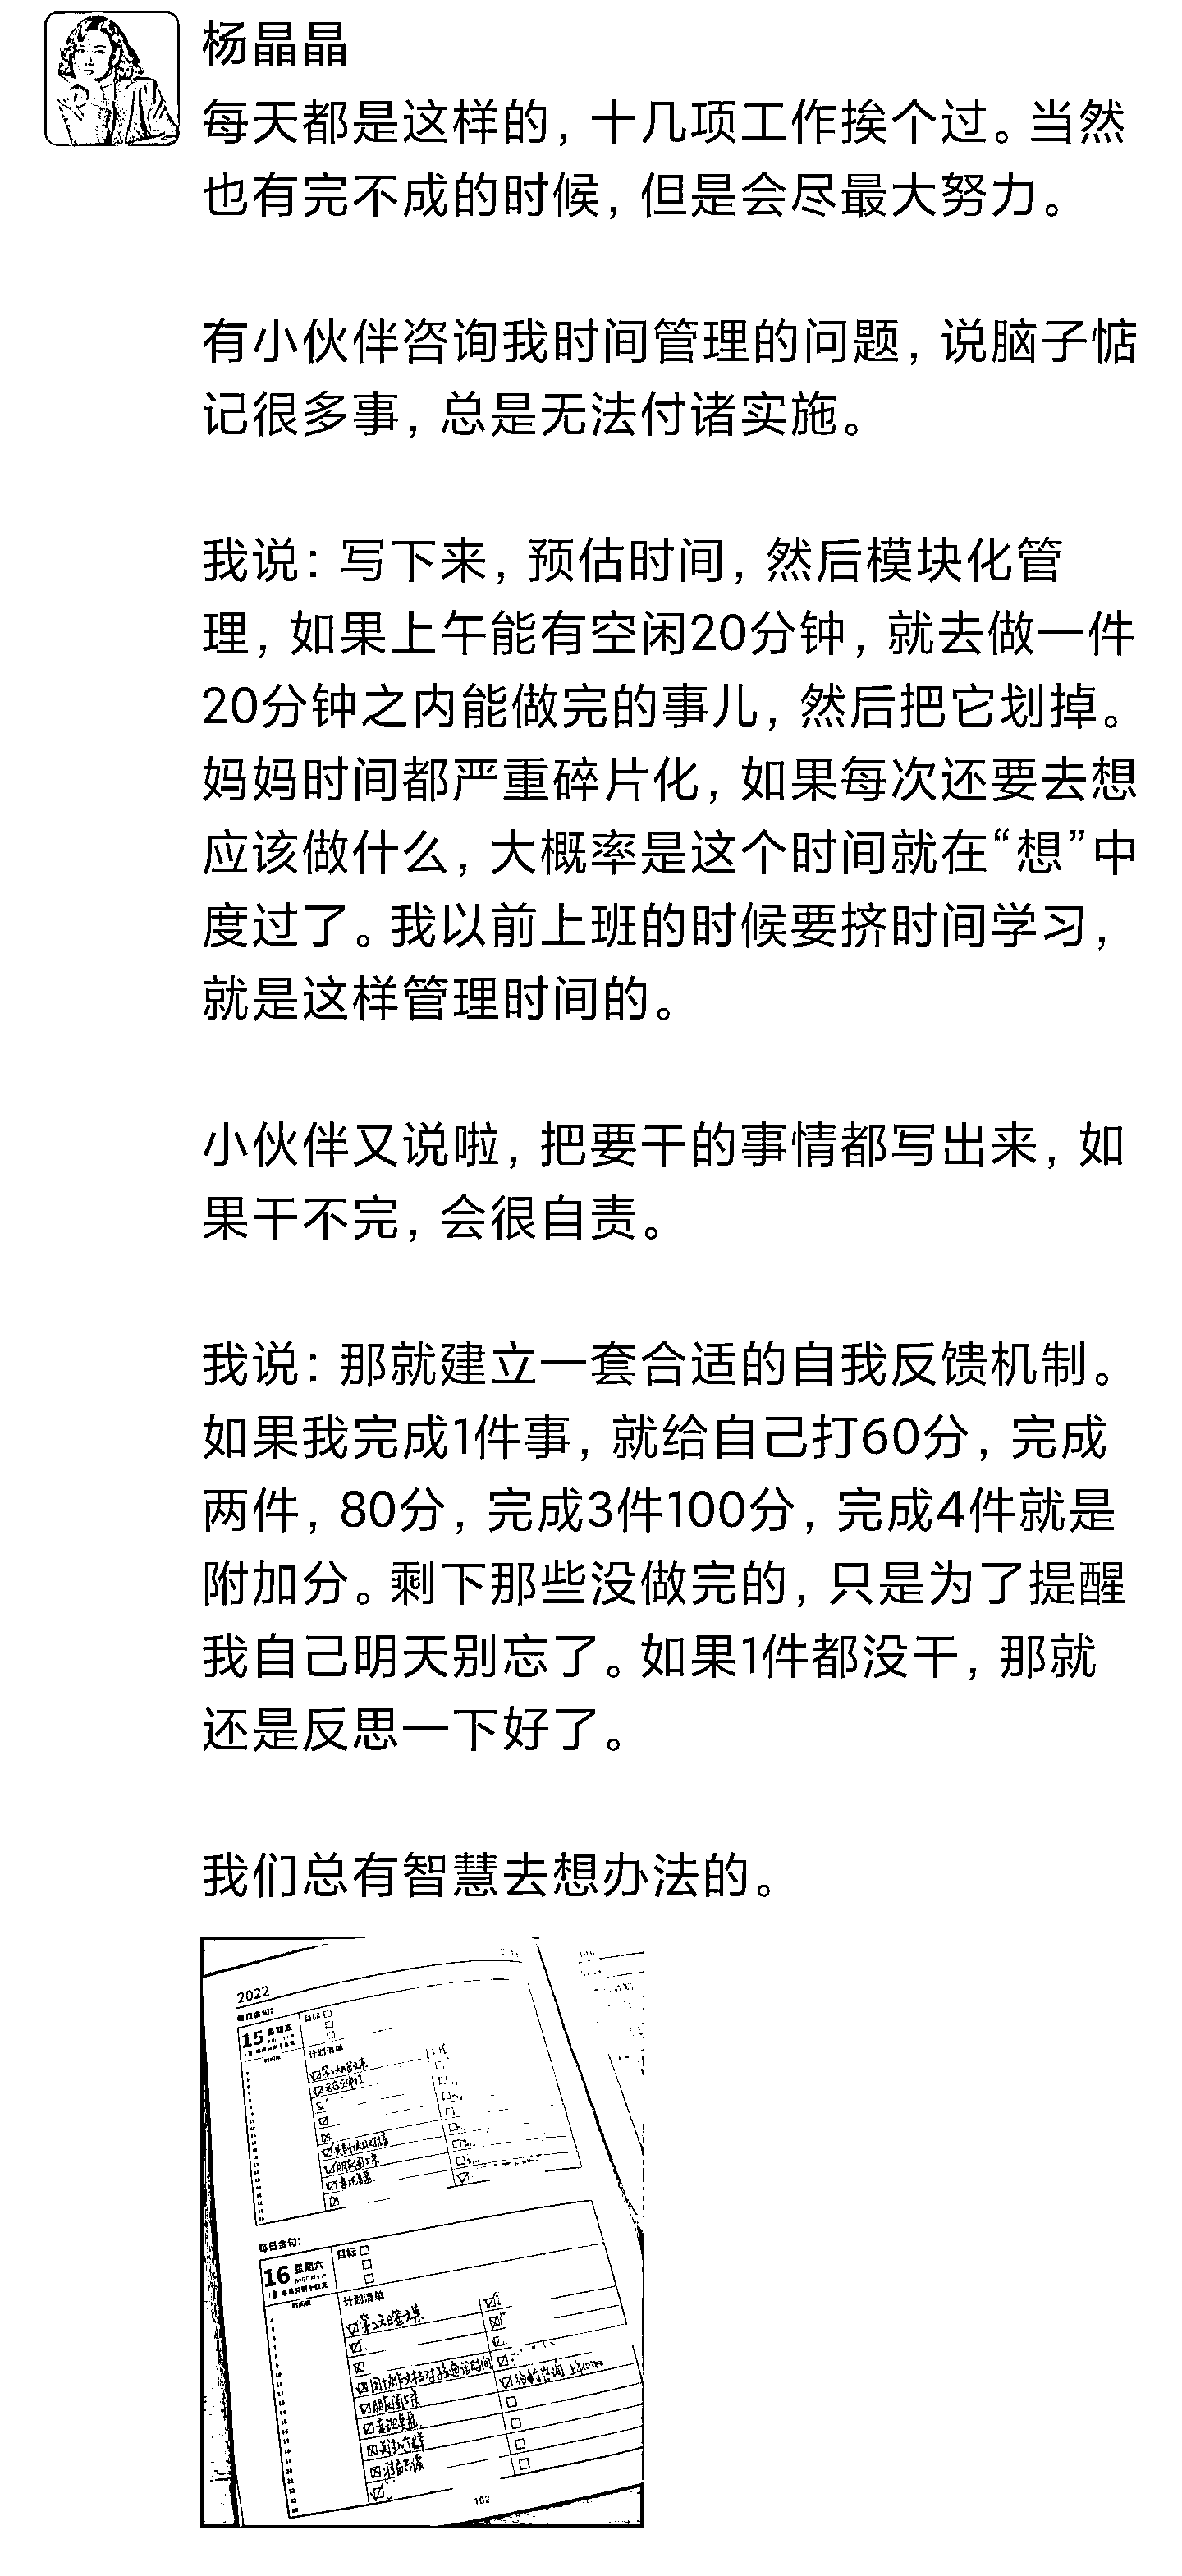 杨晶晶
每天都是这样的，十几项工作挨个过。当然
也有完不成的时候，但是会尽最大努力。
有小伙伴咨询我时间管理的问题，说脑子惦
记很多事，总是无法付诸实施。
我说：写下来，预估时间，然后模块化管
理，如果上午能有空闲20分钟，就去做一件
20分钟之内能做完的事儿，然后把它划掉。
妈妈时间都严重碎片化，如果每次还要去想
应该做什么，大概率是这个时间就在“想”中
度过了。我以前上班的时候要挤时间学习，
就是这样管理时间的。
小伙伴又说啦，把要干的事情都写出来，如
果干不完，会很自责。
我说：那就建立一套合适的自我反馈机制。
如果我完成1件事，就给自己打60分，完成
两件，80分，完成3件100分，完成4件就是
附加分。剩下那些没做完的，只是为了提醒
我自己明天别忘了。如果1件都没干，那就
还是反思一下好了。
我们总有智慧去想办法的。
2022
每日金句：
15 星期五
目标
计划清单
每日金句：
16 星期六
目标
时间表
计划清单
朋友圈3条
102